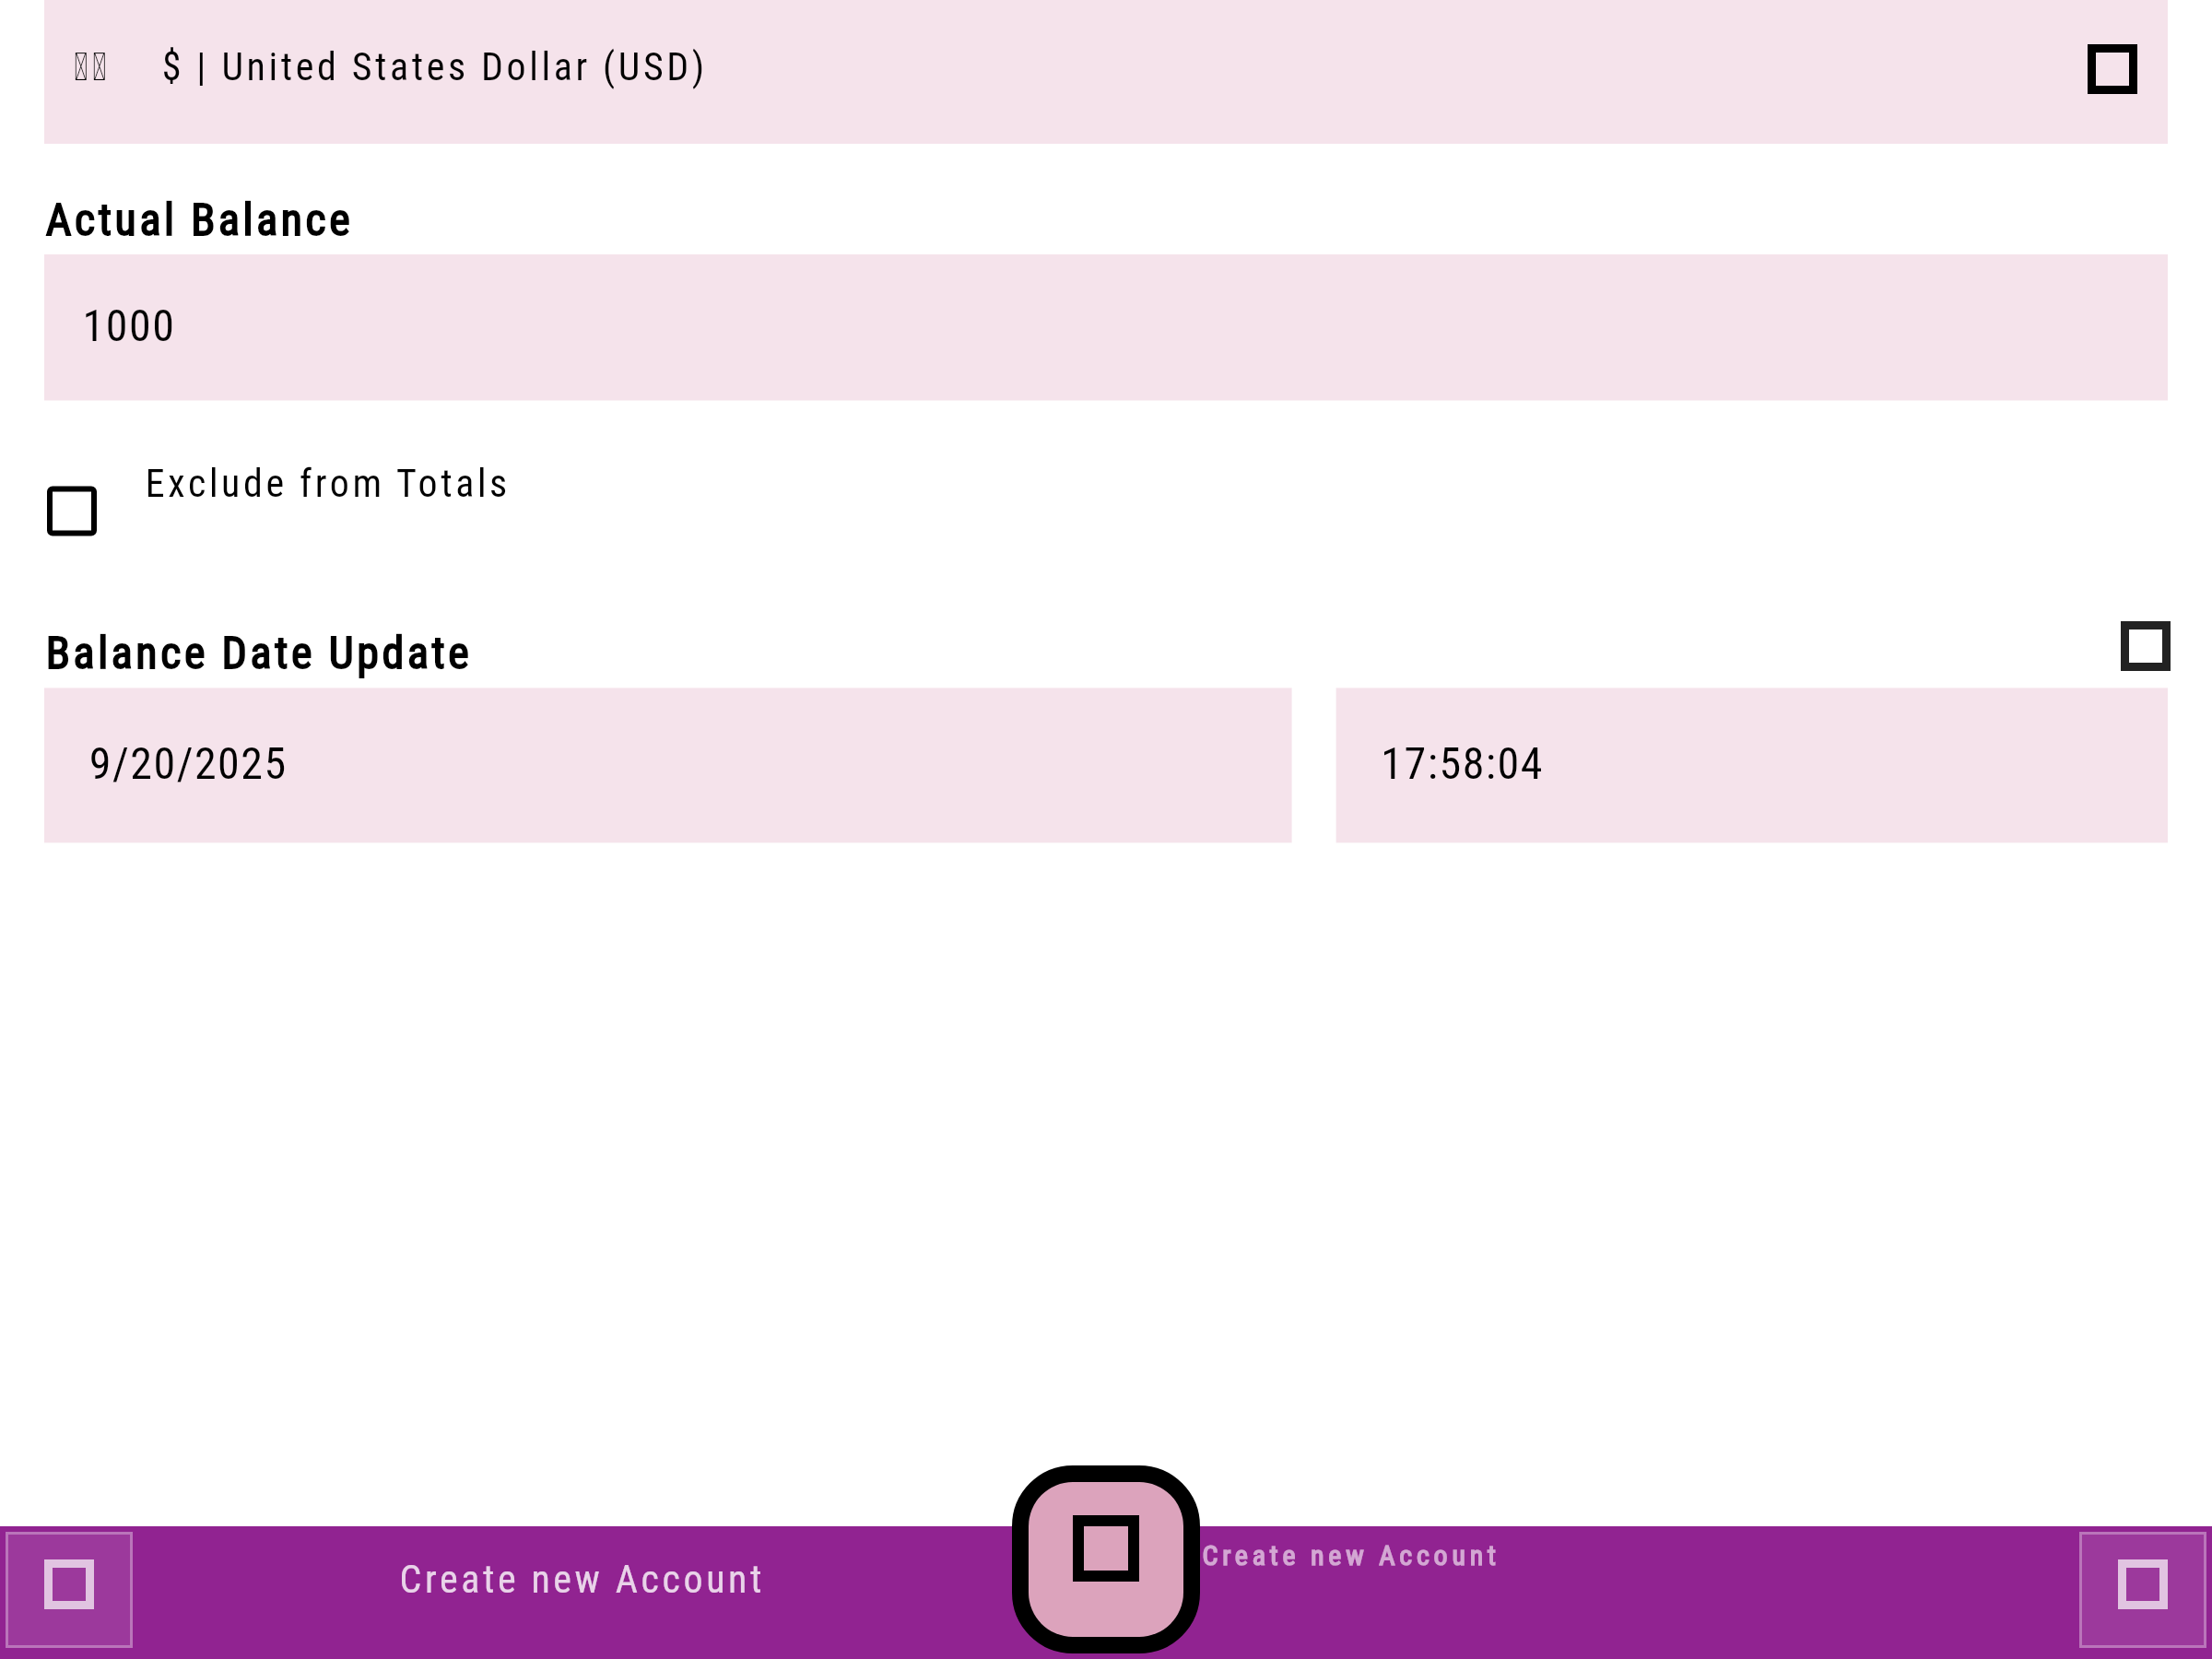 $ | United States Dollar (USD)
Actual Balance
1000
Exclude from Totals
Balance Date Update
9/20/2025
17:58:04
Create new Account
Create new Account